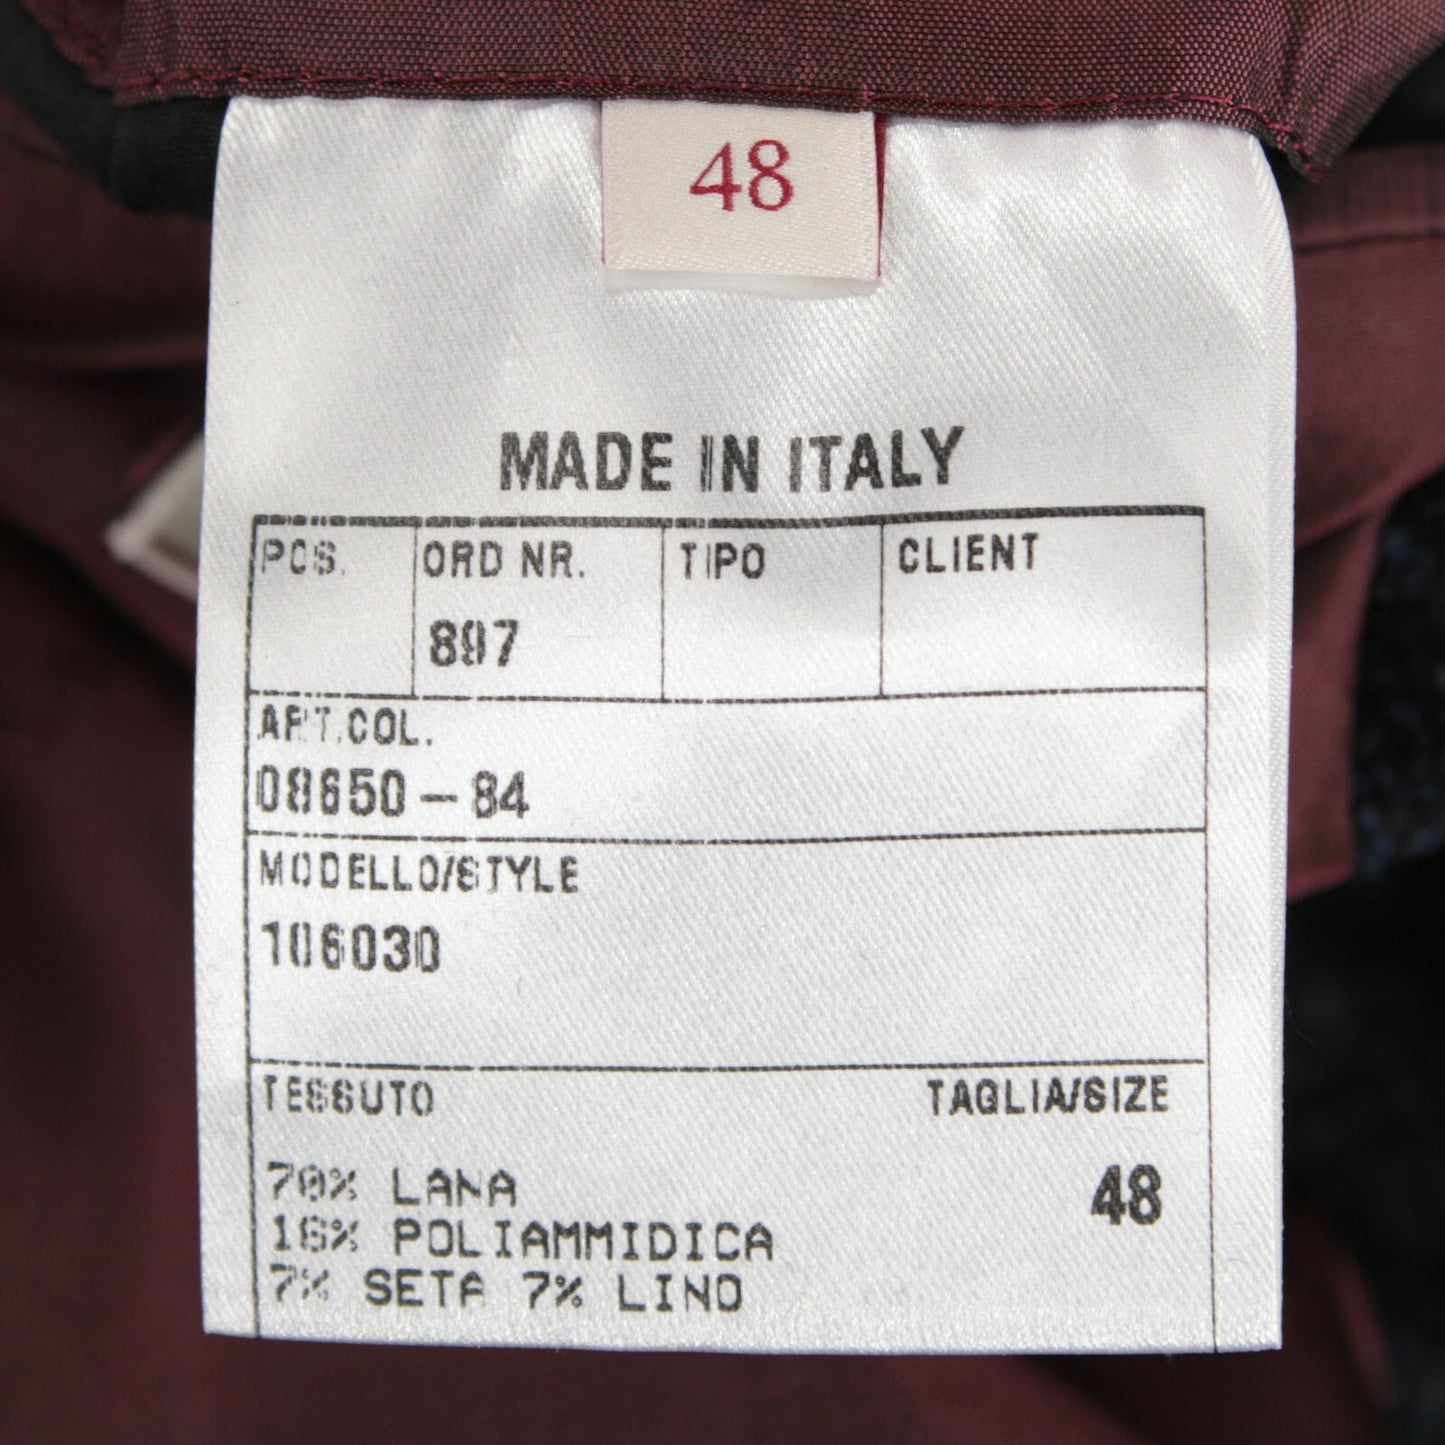 48
MADE IN ITALY
POS. ORD NR. TIPO CLIENT
897
ART.COL.
08650-84
MODELLO/STYLE
106030
TESSUTO TAGLIA/SIZE
70% LANA 48
16% POLIAMMIDICA
7% SETA 7% LINO